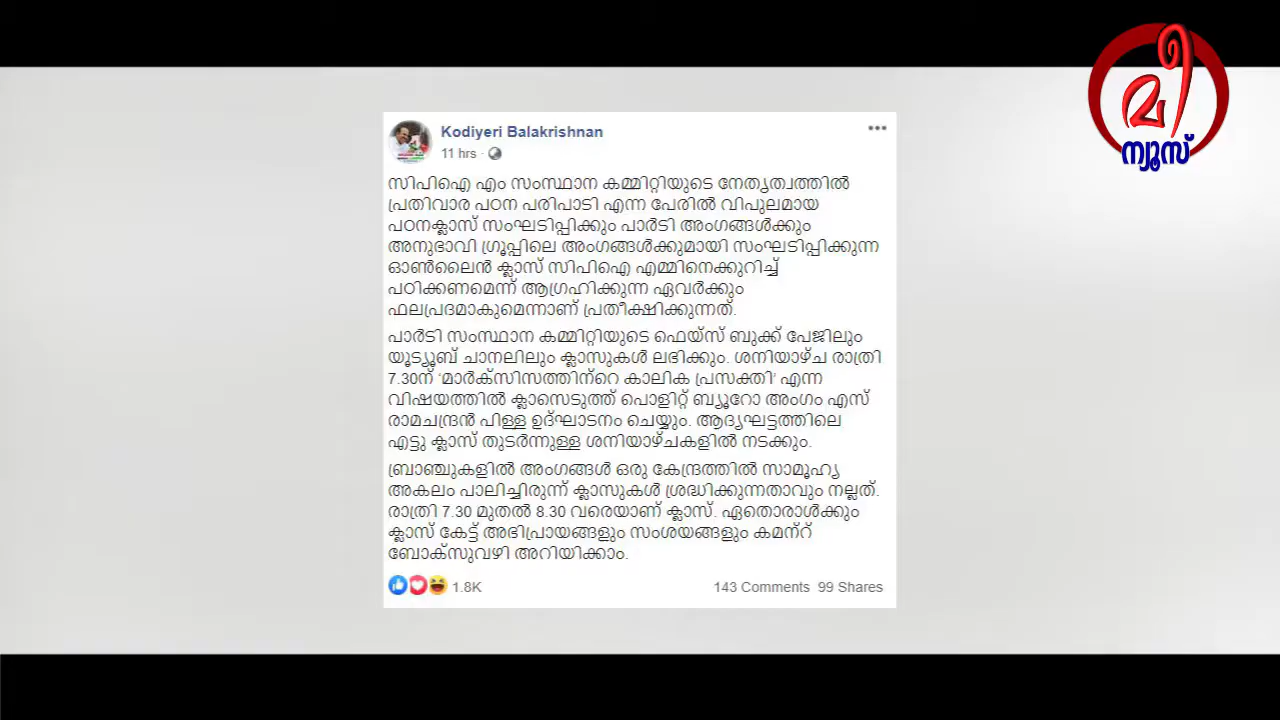 മീ
ന്യൂസ്
Kodiyeri Balakrishnan
11 hrs ·
സിപിഐ എം സംസ്ഥാന കമ്മിറ്റിയുടെ നേതൃത്വത്തിൽ
പ്രതിവാര പഠന പരിപാടി എന്ന പേരിൽ വിപുലമായ
പഠനക്ലാസ് സംഘടിപ്പിക്കും പാർടി അംഗങ്ങൾക്കും
അനുഭാവി ഗ്രൂപ്പിലെ അംഗങ്ങൾക്കുമായി സംഘടിപ്പിക്കുന്ന
ഓൺലൈൻ ക്ലാസ് സിപിഐ എമ്മിനെക്കുറിച്ച്
പഠിക്കണമെന്ന് ആഗ്രഹിക്കുന്ന ഏവർക്കും
ഫലപ്രദമാകുമെന്നാണ് പ്രതീക്ഷിക്കുന്നത്.
പാർടി സംസ്ഥാന കമ്മിറ്റിയുടെ ഫെയ്സ് ബുക്ക് പേജിലും
യൂട്യൂബ് ചാനലിലും ക്ലാസുകൾ ലഭിക്കും. ശനിയാഴ്ച രാത്രി
7.30ന് ‘മാർക്സിസത്തിന്റെ കാലിക പ്രസക്തി’ എന്ന
വിഷയത്തിൽ ക്ലാസെടുത്ത് പൊളിറ്റ് ബ്യൂറോ അംഗം എസ്
രാമചന്ദ്രൻ പിള്ള ഉദ്ഘാടനം ചെയ്യും. ആദ്യഘട്ടത്തിലെ
എട്ടു ക്ലാസ് തുടർന്നുള്ള ശനിയാഴ്ചകളിൽ നടക്കും.
ബ്രാഞ്ചുകളിൽ അംഗങ്ങൾ ഒരു കേന്ദ്രത്തിൽ സാമൂഹ്യ
അകലം പാലിച്ചിരുന്ന് ക്ലാസുകൾ ശ്രദ്ധിക്കുന്നതാവും നല്ലത്.
രാത്രി 7.30 മുതൽ 8.30 വരെയാണ് ക്ലാസ്. ഏതൊരാൾക്കും
ക്ലാസ് കേട്ട് അഭിപ്രായങ്ങളും സംശയങ്ങളും കമന്റ്
ബോക്സുവഴി അറിയിക്കാം.
1.8K 143 Comments 99 Shares